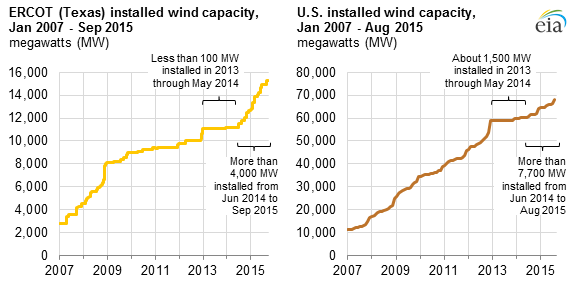 ERCOT (Texas) installed wind capacity,
Jan 2007 - Sep 2015
megawatts (MW)
16,000
14,000
12,000
10,000
8,000
6,000
4,000
2,000
0
2007
2009
2011
2013
2015
Less than 100 MW
installed in 2013
through May 2014
More than
4,000 MW
installed from
Jun 2014 to
Sep 2015
U.S. installed wind capacity,
Jan 2007 - Aug 2015
megawatts (MW)
80,000
70,000
60,000
50,000
40,000
30,000
20,000
10,000
0
2007
2009
2011
2013
2015
About 1,500 MW
installed in 2013
through May 2014
More than
7,700 MW
installed from
Jun 2014 to
Aug 2015
eia